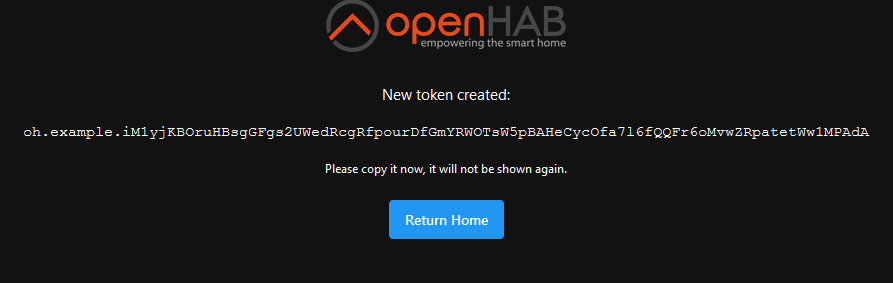 openHAB
empowering the smart home
New token created:
oh.example.iM1yjKBOruHBsgGFgs2UWedRcgRfpourDfGmYRWOTsW5pBAHeCycOfa7l6fQQFr6oMvwZRpatetWw1MPAdA
Please copy it now, it will not be shown again.
Return Home